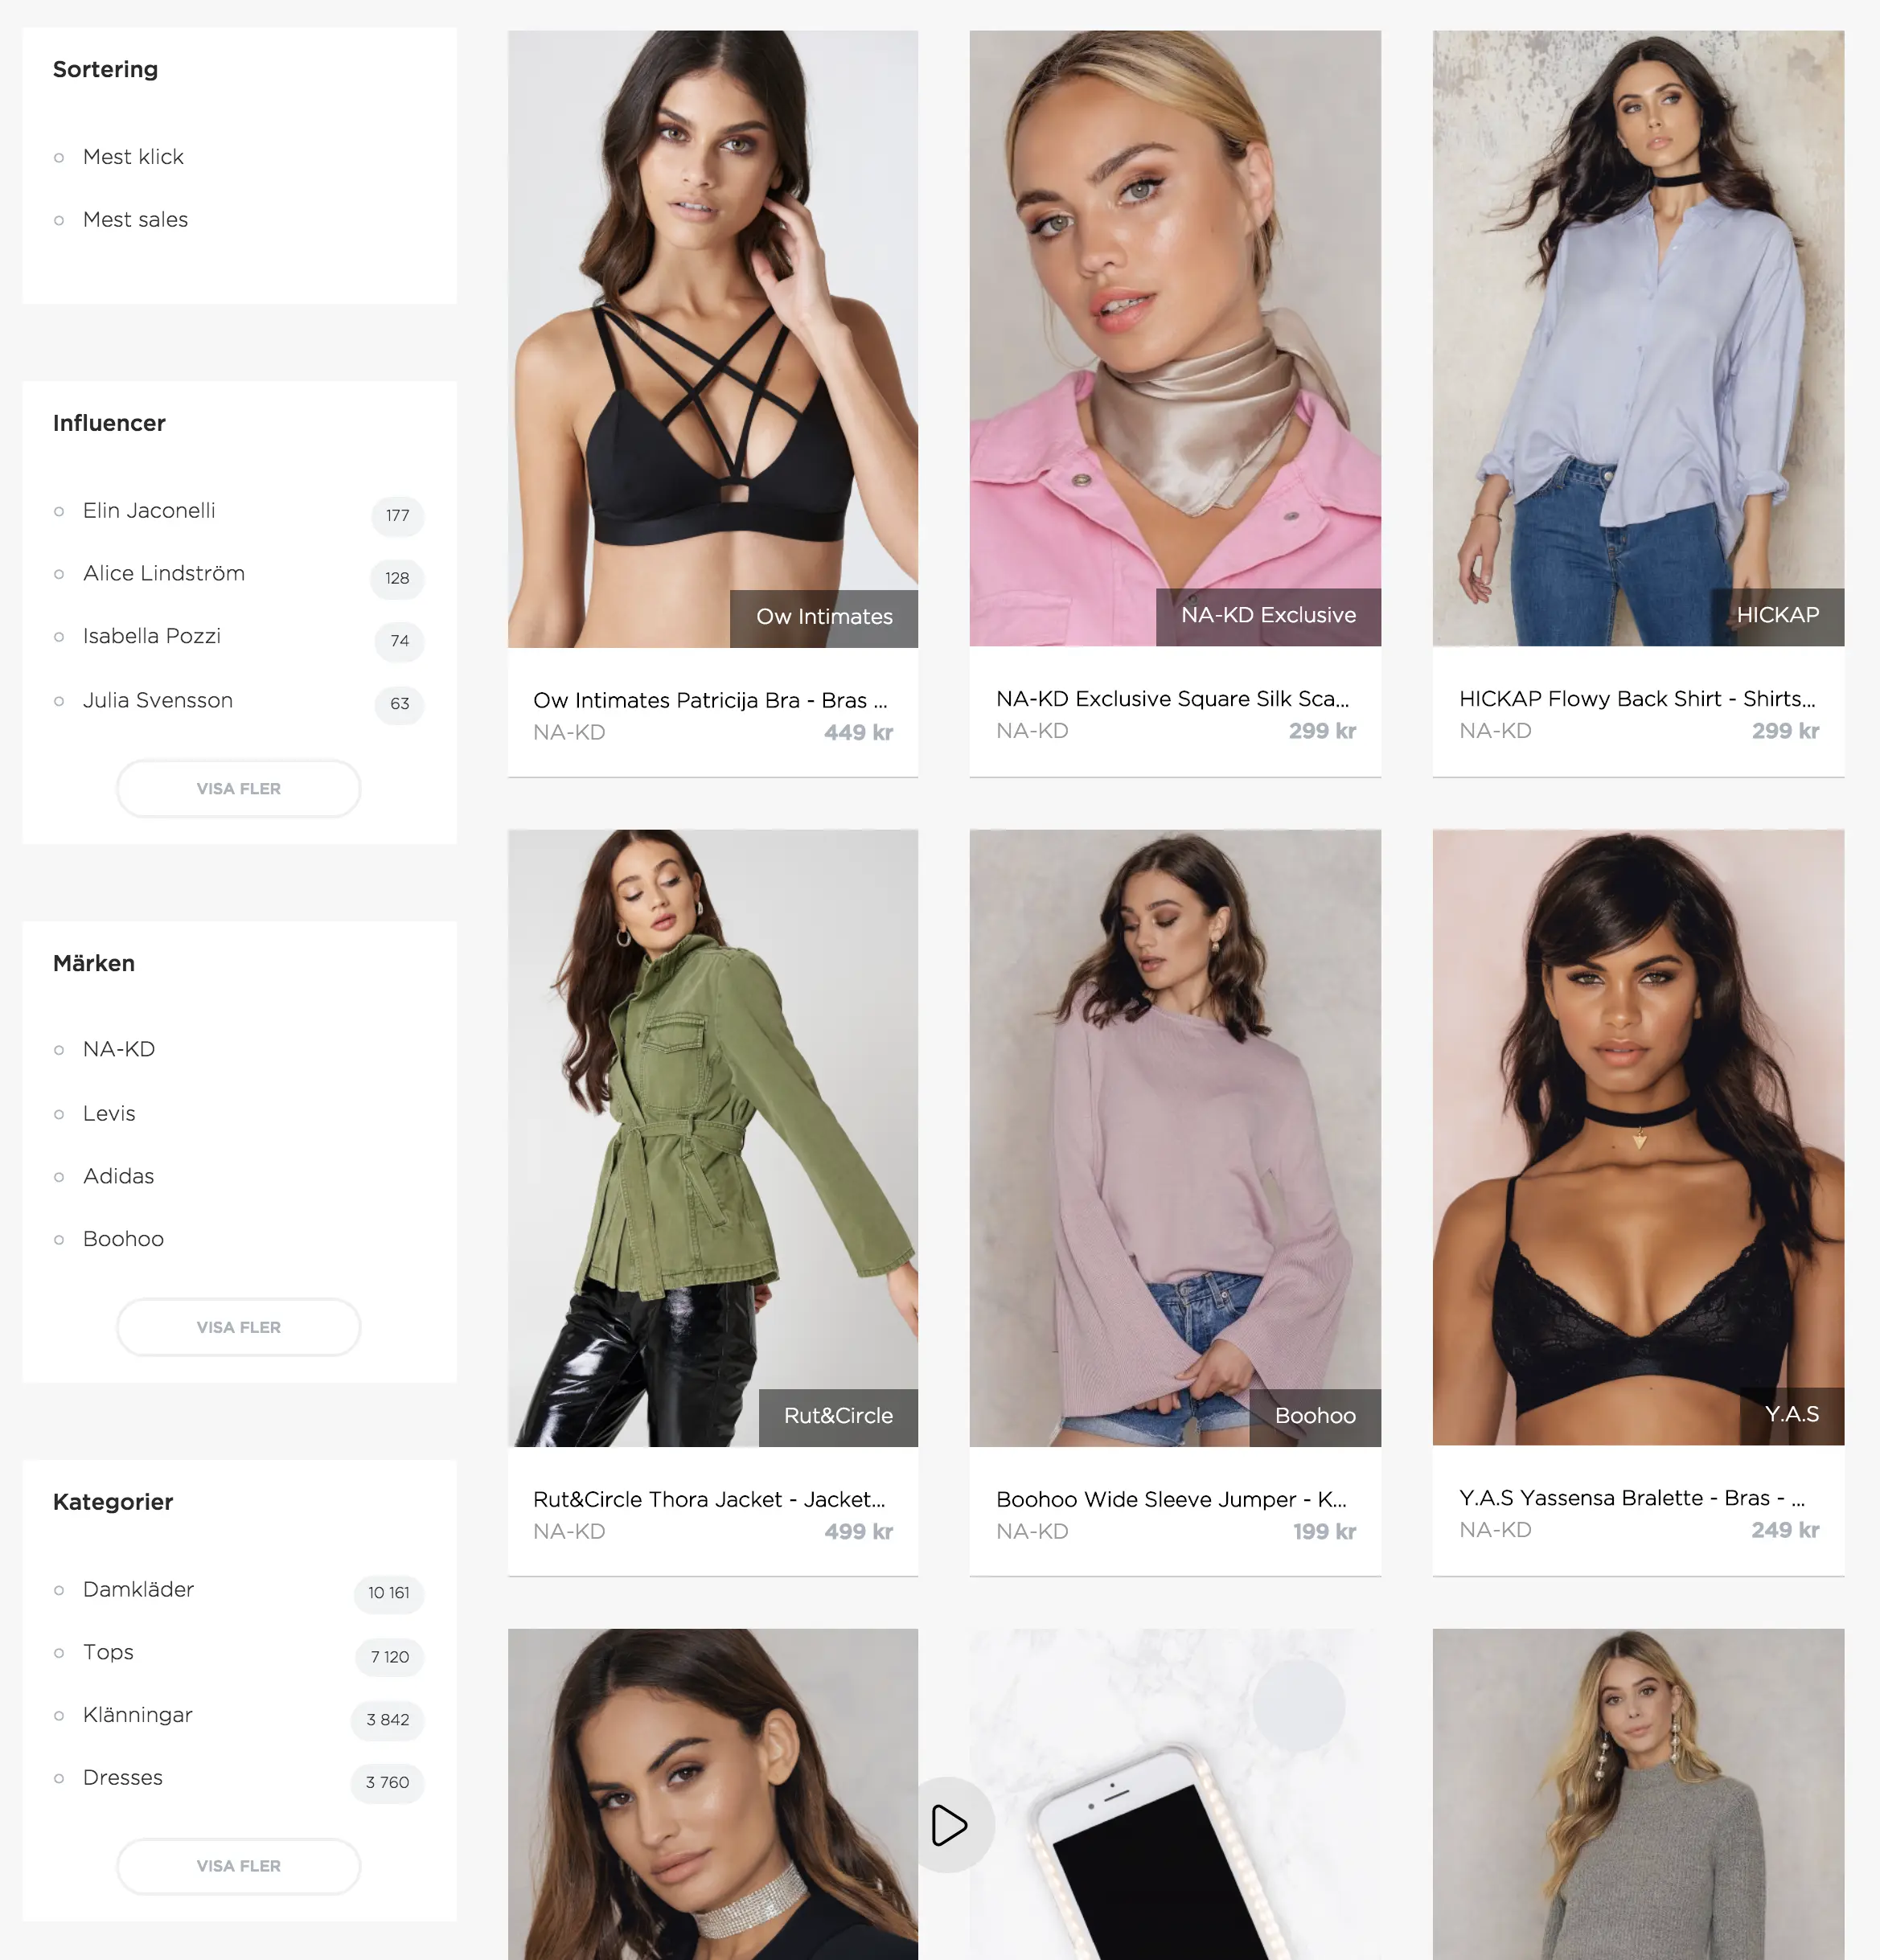 Sortering
Mest klick
Mest sales
Influencer
Elin Jaconelli 177
Alice Lindström 128
Isabella Pozzi 74
Julia Svensson 63
VISA FLER
Märken
NA-KD
Levis
Adidas
Boohoo
VISA FLER
Kategorier
Damkläder 10 161
Tops 7 120
Klänningar 3 842
Dresses 3 760
VISA FLER
Ow Intimates
Ow Intimates Patricija Bra - Bras ...
NA-KD 449 kr
NA-KD Exclusive
NA-KD Exclusive Square Silk Sca...
NA-KD 299 kr
HICKAP
HICKAP Flowy Back Shirt - Shirts...
NA-KD 299 kr
Rut&Circle
Rut&Circle Thora Jacket - Jacket...
NA-KD 499 kr
Boohoo
Boohoo Wide Sleeve Jumper - K...
NA-KD 199 kr
Y.A.S
Y.A.S Yassensa Bralette - Bras - ...
NA-KD 249 kr